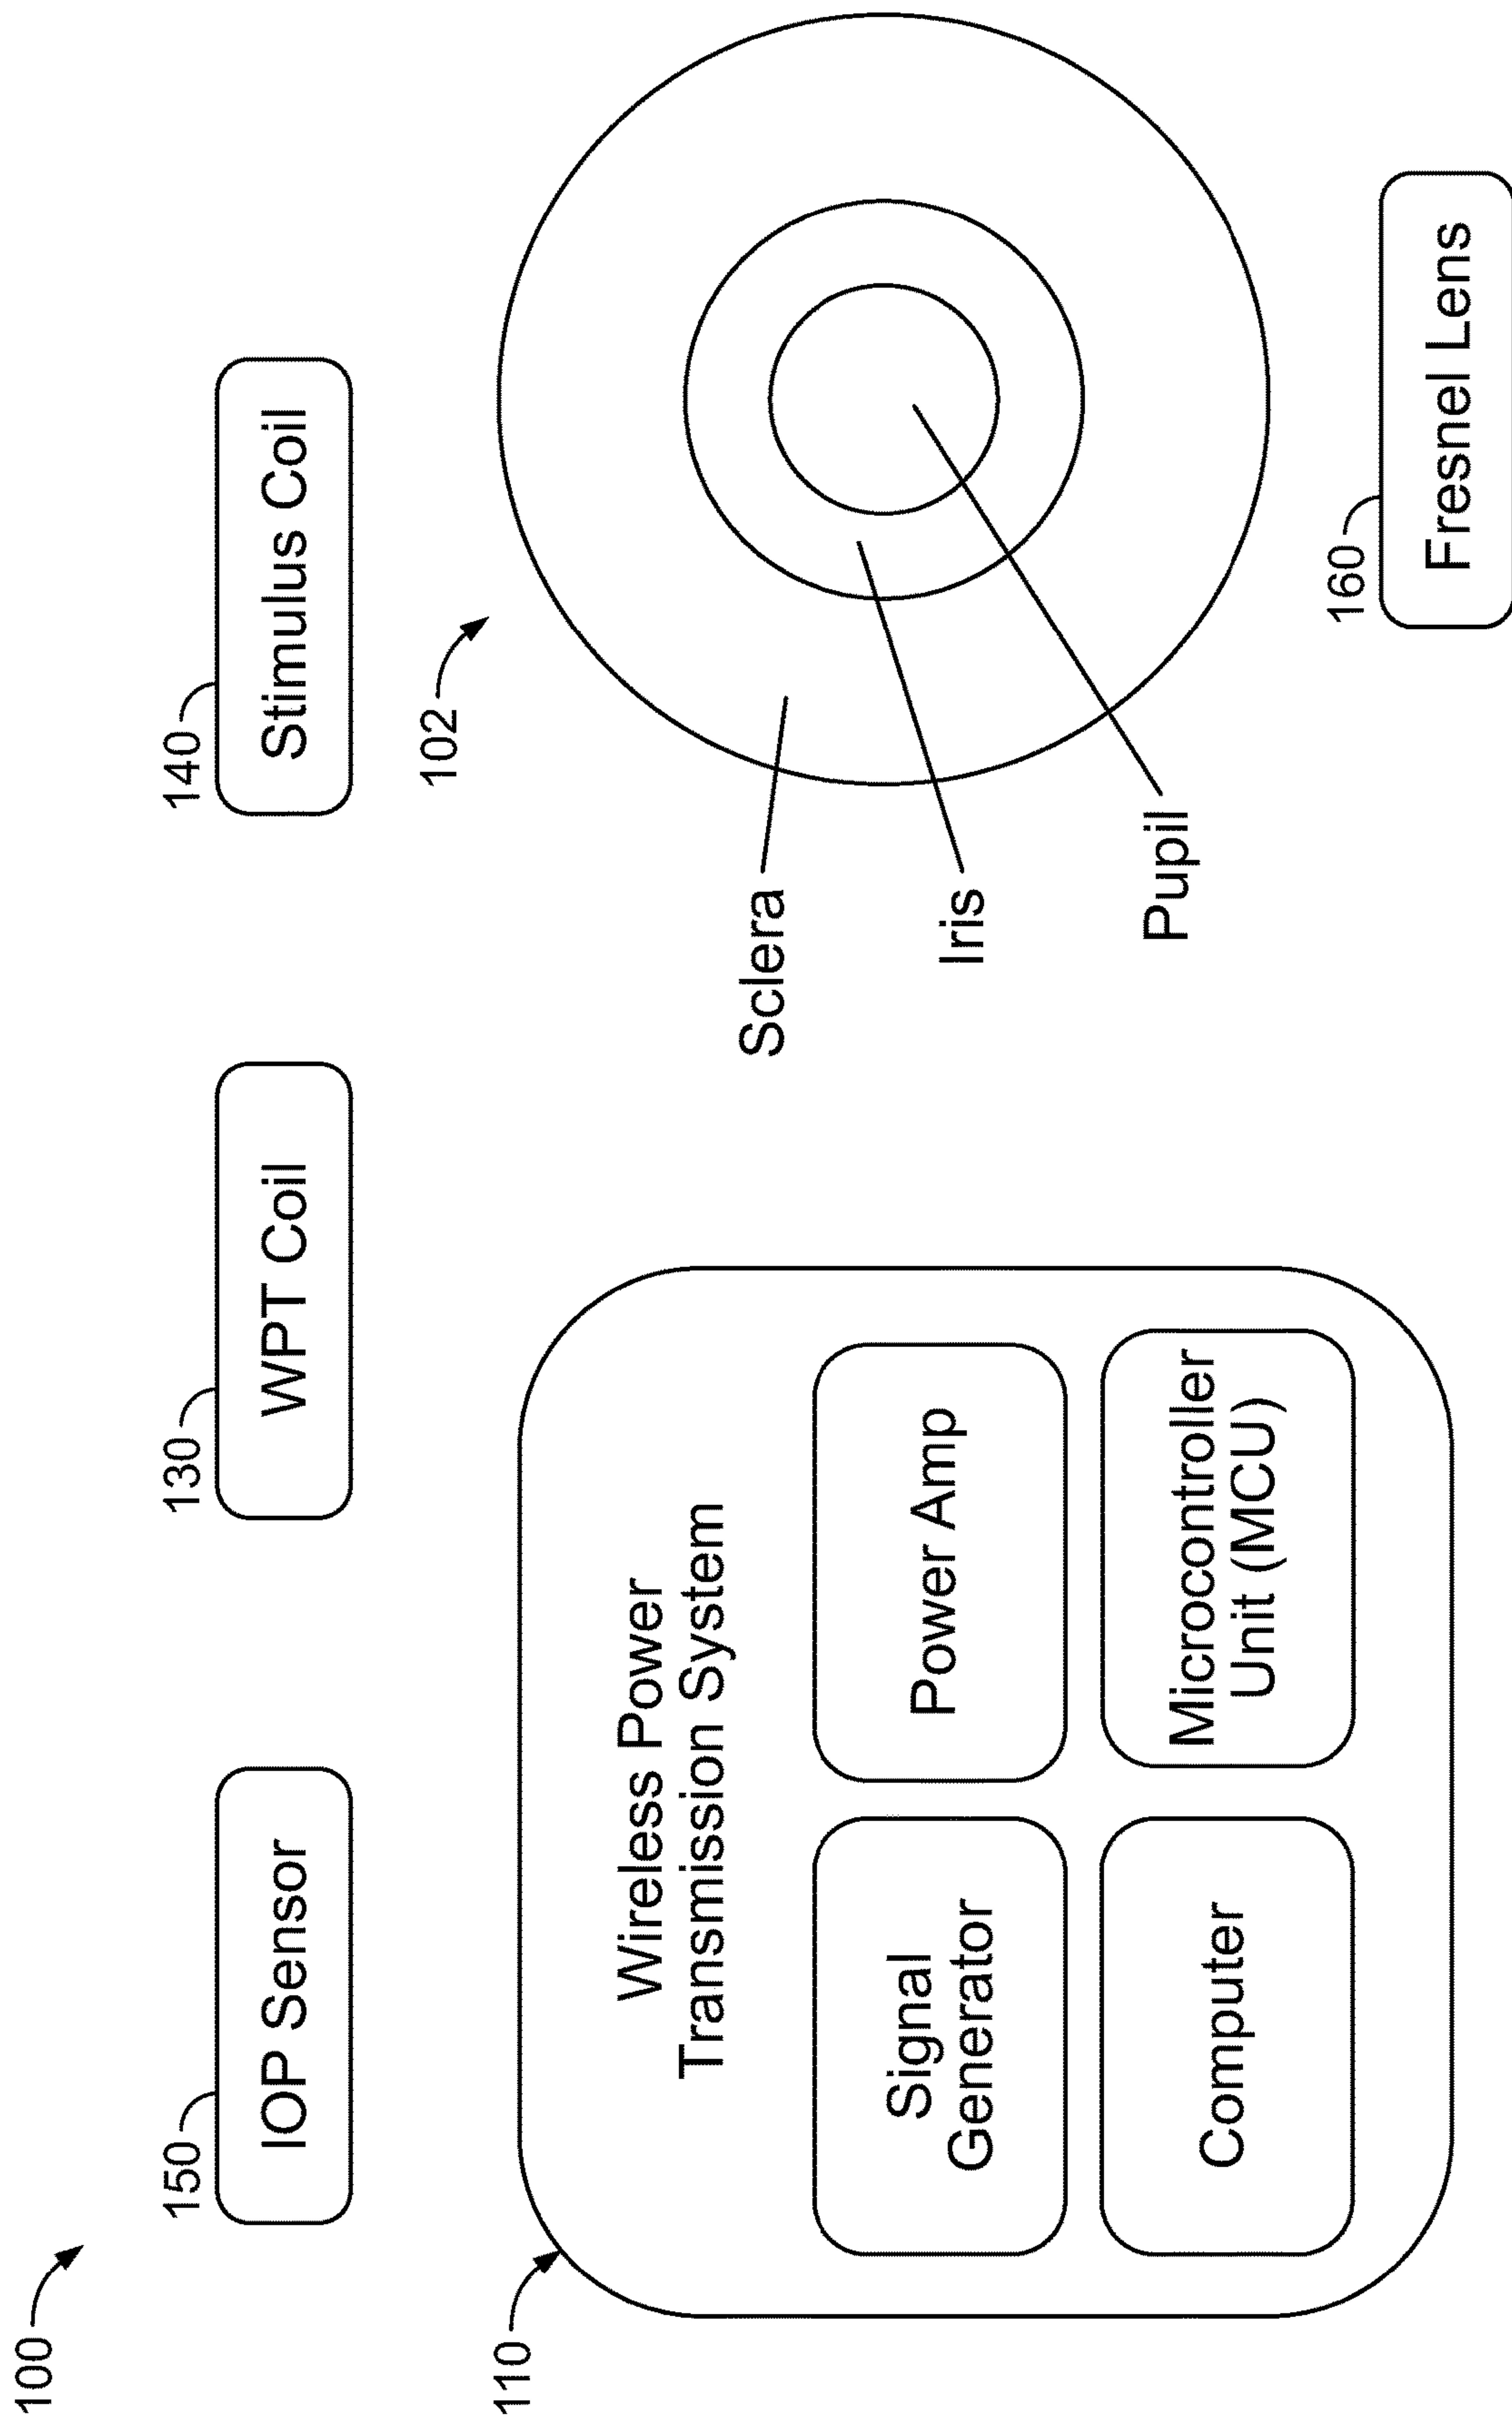 100
150
IOP Sensor
130
WPT Coil
140
Stimulus Coil
110
Wireless Power
Transmission System
Signal
Generator
Power Amp
Computer
Microcontroller
Unit (MCU)
102
Sclera
Iris
Pupil
160
Fresnel Lens